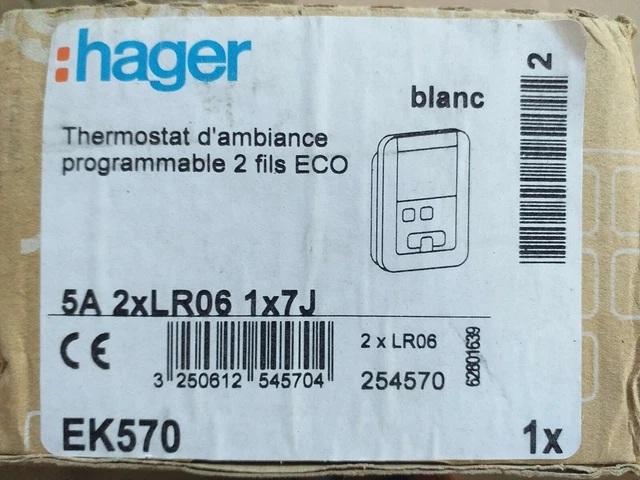 :hager
blanc
2
Thermostat d'ambiance
programmable 2 fils ECO
5A 2xLR06 1x7J
CE
3 250612 545704
2 x LR06
254570
62801639
EK570
1x